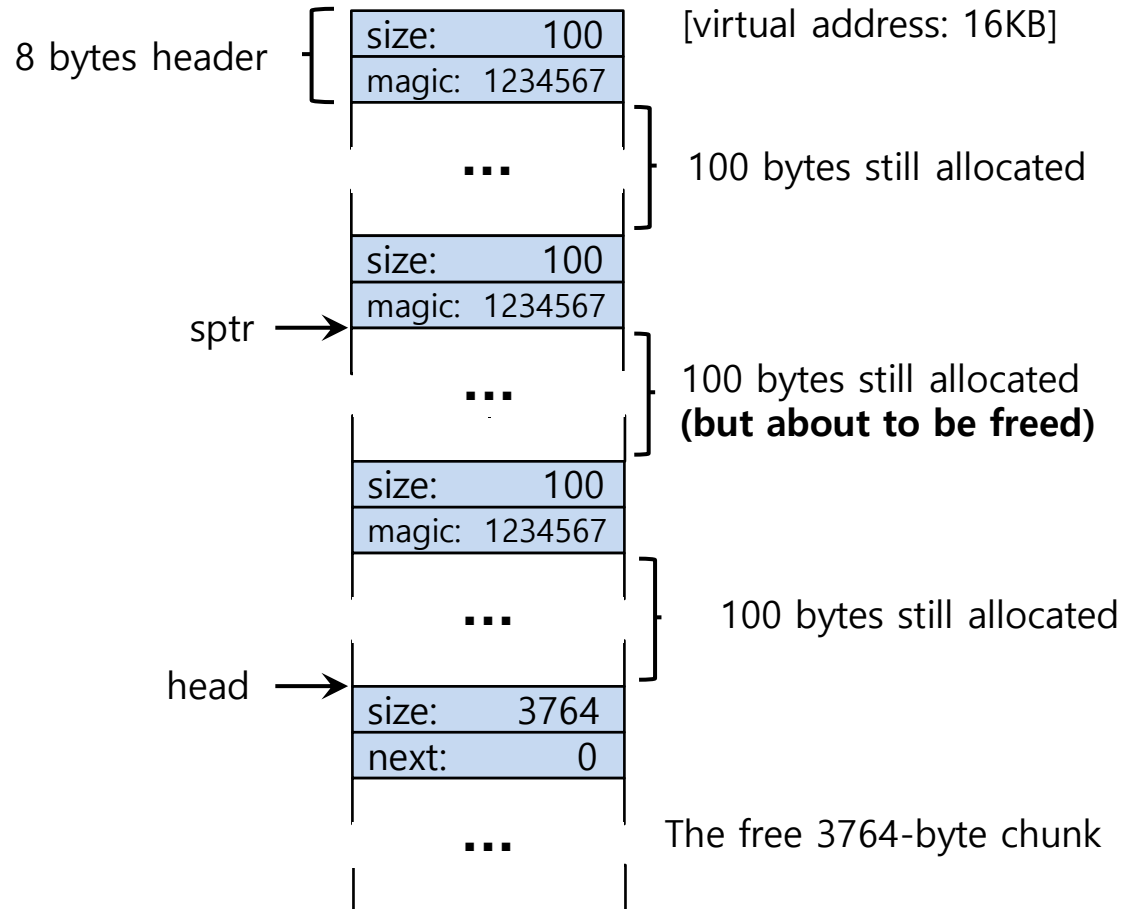 [virtual address: 16KB]
size: 100
8 bytes header
magic: 1234567
...
100 bytes still allocated
size: 100
magic: 1234567
sptr
...
100 bytes still allocated
(but about to be freed)
size: 100
magic: 1234567
...
100 bytes still allocated
head
size: 3764
next: 0
...
The free 3764-byte chunk